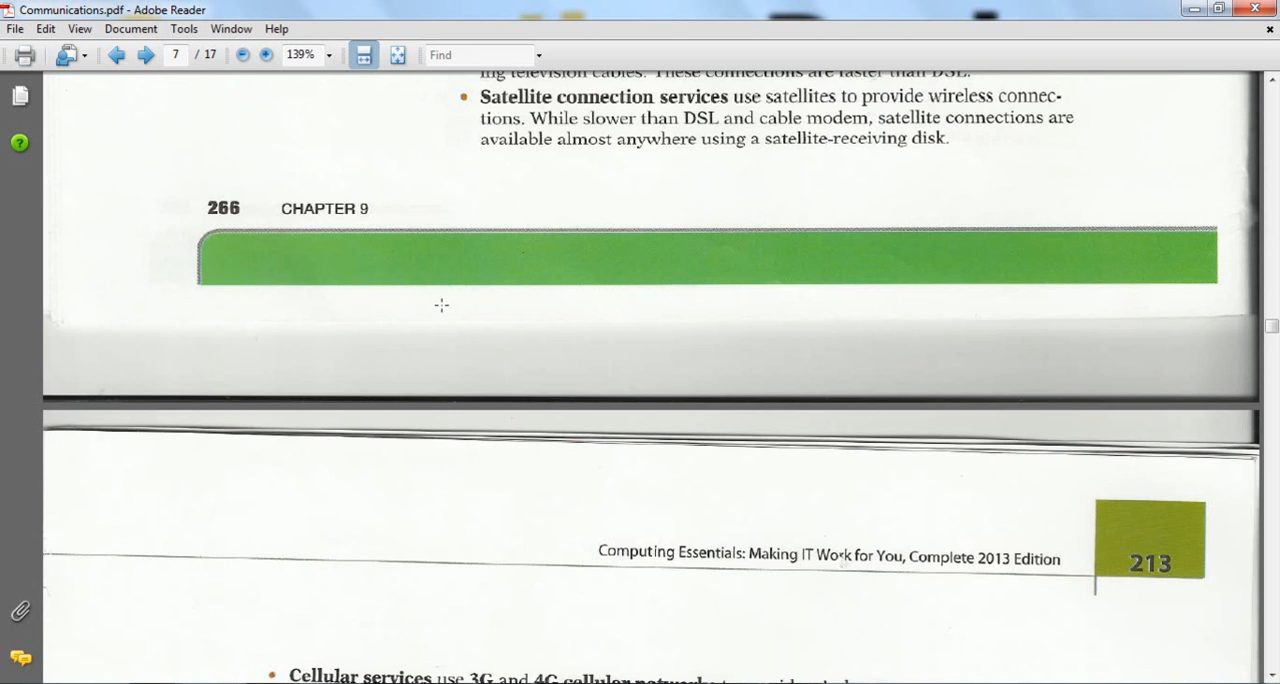 Communications.pdf - Adobe Reader
File Edit View Document Tools Window Help
7 / 17 139% Find
ing television cables. These connections are faster than DSL.
• Satellite connection services use satellites to provide wireless connec-
tions. While slower than DSL and cable modem, satellite connections are
available almost anywhere using a satellite-receiving disk.
266 CHAPTER 9
213
Computing Essentials: Making IT Work for You, Complete 2013 Edition
• Cellular services use 3G and 4G cellular networks